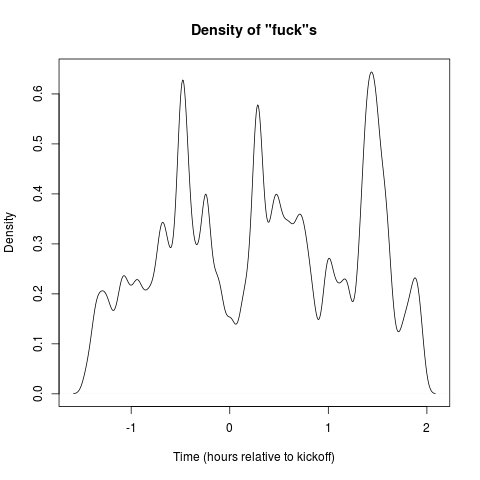 Density of "fuck"s
Density
0.0 0.1 0.2 0.3 0.4 0.5 0.6
-1 0 1 2
Time (hours relative to kickoff)